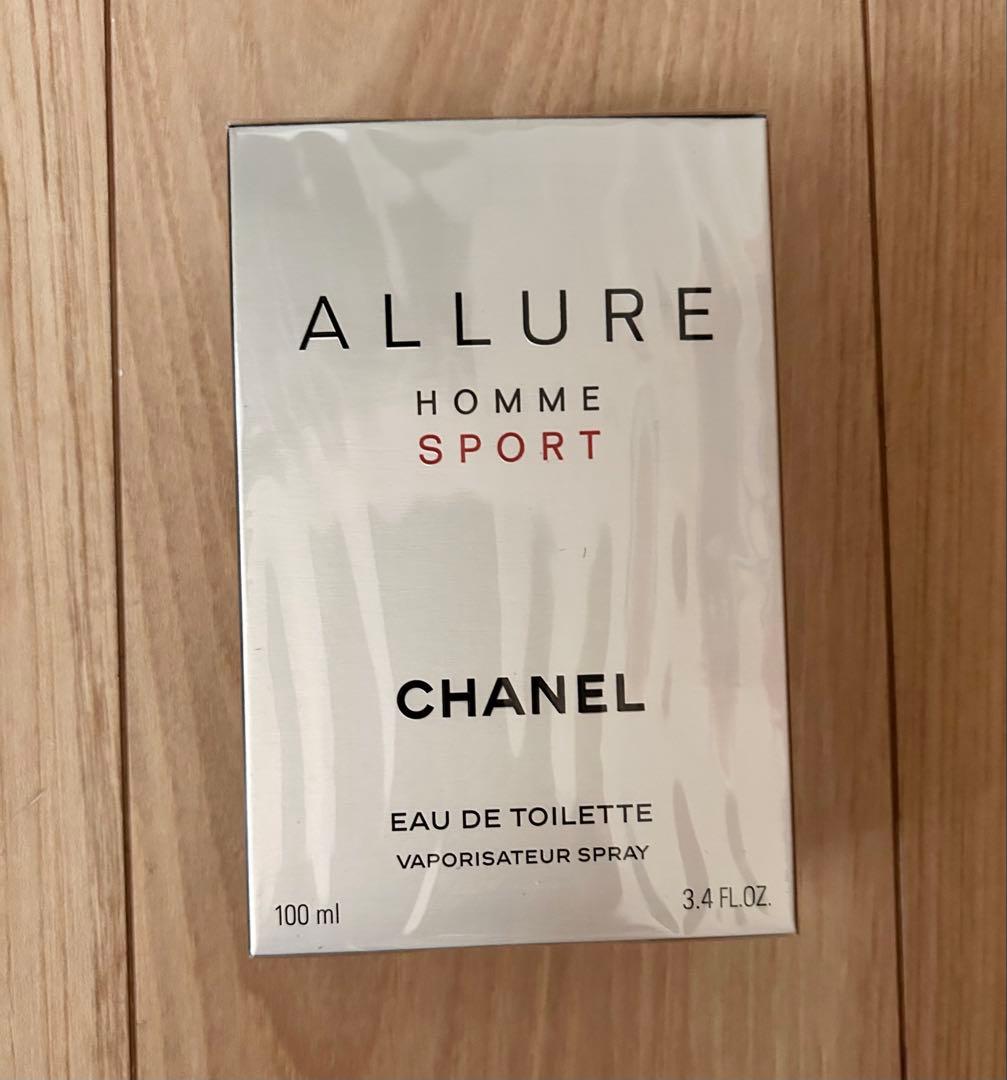 ALLURE
HOMME
SPORT
CHANEL
EAU DE TOILETTE
VAPORISATEUR SPRAY
100 ml
3.4 FL.OZ.